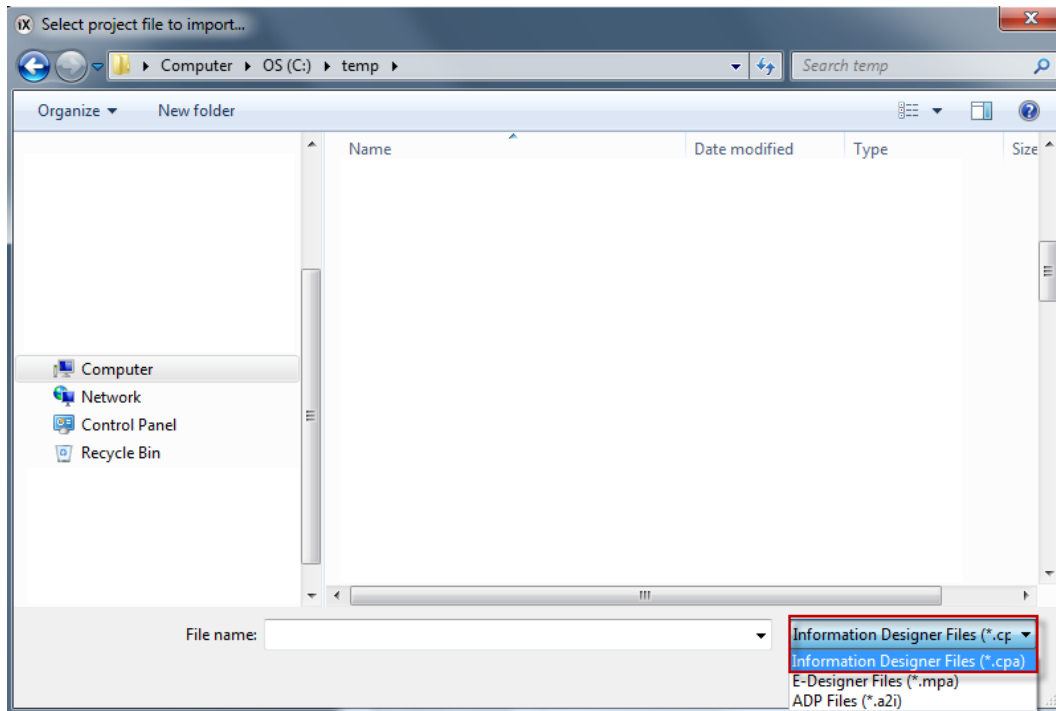 iX Select project file to import...
Computer OS (C:) temp Search temp
Organize New folder
Name Date modified Type Size
Computer
Network
Control Panel
Recycle Bin
File name: Information Designer Files (*.cp
Information Designer Files (*.cpa)
E-Designer Files (*.mpa)
ADP Files (*.a2i)